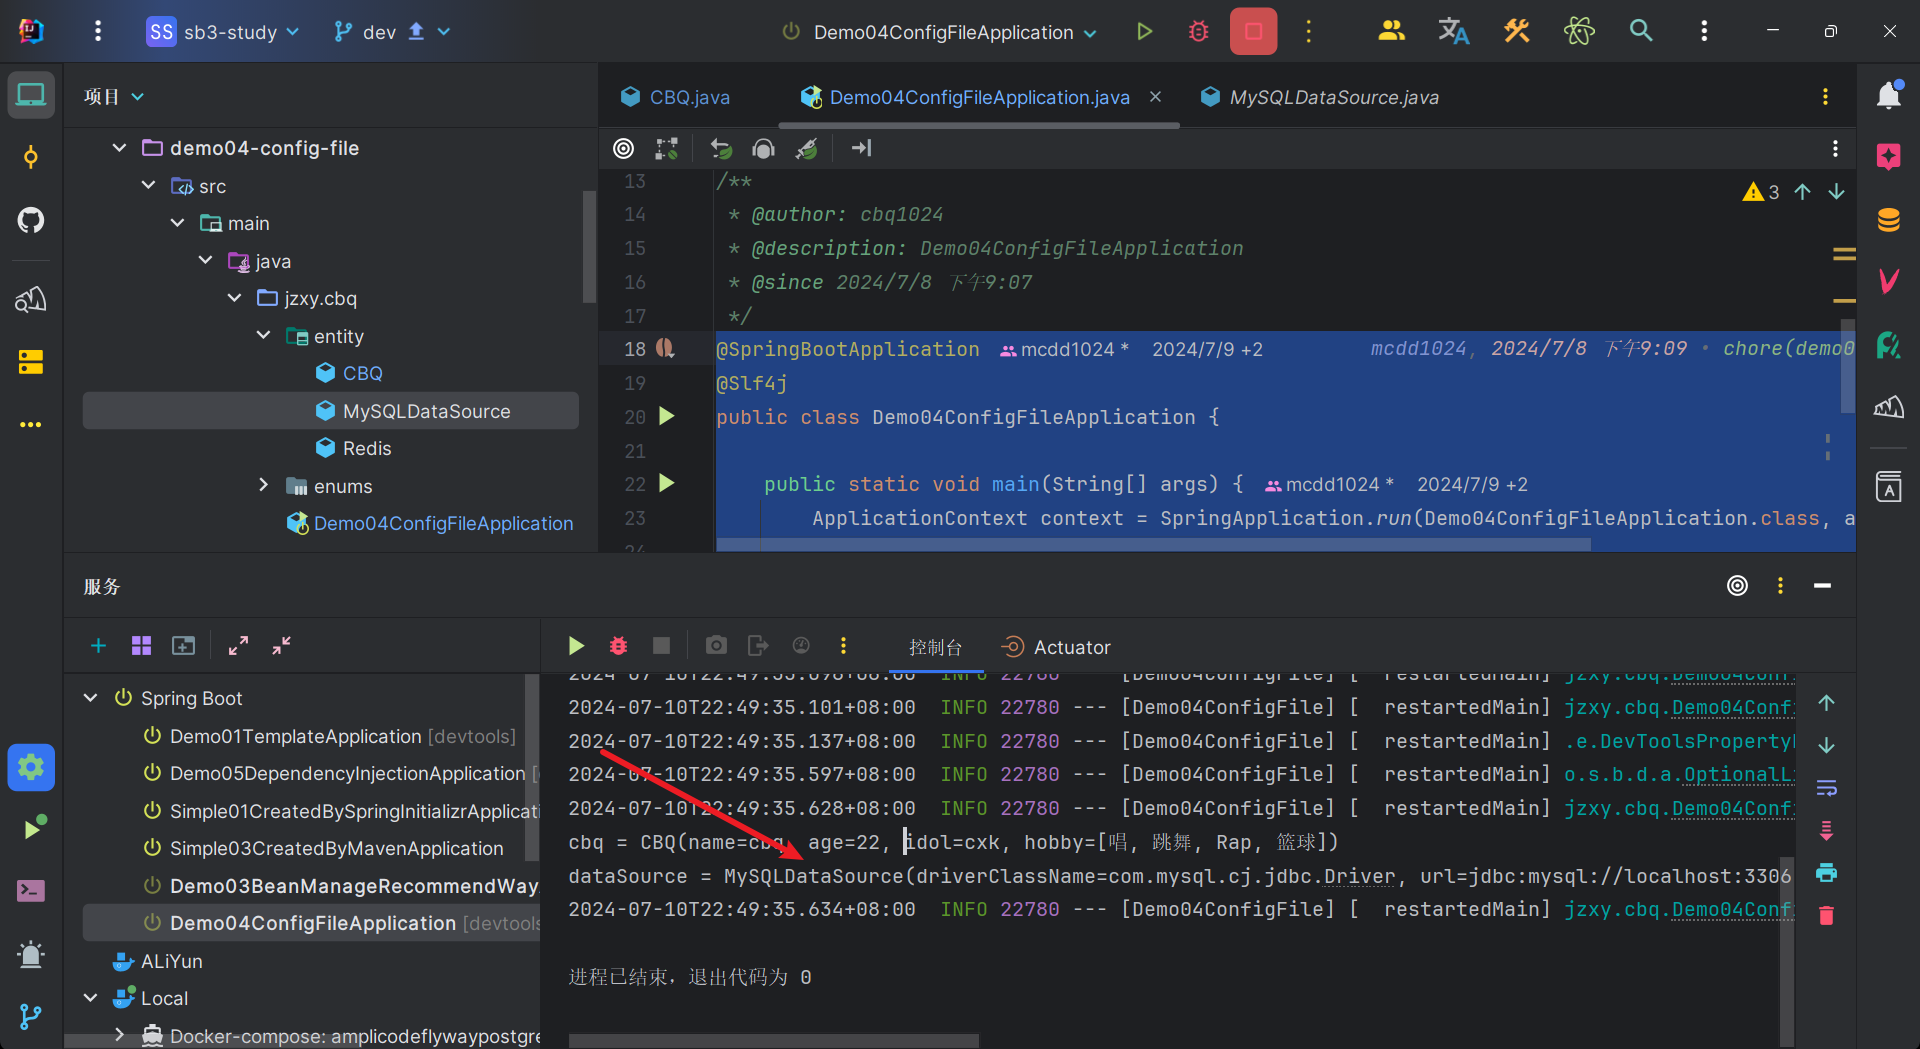 SS sb3-study dev Demo04ConfigFileApplication
项目
CBQ.java Demo04ConfigFileApplication.java MySQLDataSource.java
demo04-config-file
src
main
java
jzxy.cbq
entity
CBQ
MySQLDataSource
Redis
enums
Demo04ConfigFileApplication
3
13 /**
14 * @author: cbq1024
15 * @description: Demo04ConfigFileApplication
16 * @since 2024/7/8 下午9:07
17 */
18 @SpringBootApplication mcdd1024 * 2024/7/9 +2 mcdd1024, 2024/7/8 下午9:09 · chore(demo0
19 @Slf4j
20 public class Demo04ConfigFileApplication {
21
22 public static void main(String[] args) { mcdd1024 * 2024/7/9 +2
23 ApplicationContext context = SpringApplication.run(Demo04ConfigFileApplication.class, a
服务
控制台 Actuator
Spring Boot
Demo01TemplateApplication [devtools]
Demo05DependencyInjectionApplication [
Simple01CreatedBySpringInitializrApplicati
Simple03CreatedByMavenApplication
Demo03BeanManageRecommendWay
Demo04ConfigFileApplication [devtools
ALiYun
Local
Docker-compose: amplicodeflywaypostgre
INFO 22780 --- [Demo04ConfigFile] [ restartedMain] jzxy.cbq.Demo04Conf
2024-07-10T22:49:35.101+08:00 INFO 22780 --- [Demo04ConfigFile] [ restartedMain] jzxy.cbq.Demo04Conf
2024-07-10T22:49:35.137+08:00 INFO 22780 --- [Demo04ConfigFile] [ restartedMain] .e.DevToolsProperty
2024-07-10T22:49:35.597+08:00 INFO 22780 --- [Demo04ConfigFile] [ restartedMain] o.s.b.d.a.OptionalL
2024-07-10T22:49:35.628+08:00 INFO 22780 --- [Demo04ConfigFile] [ restartedMain] jzxy.cbq.Demo04Conf
cbq = CBQ(name=cbq, age=22, idol=cxk, hobby=[唱, 跳舞, Rap, 篮球])
dataSource = MySQLDataSource(driverClassName=com.mysql.cj.jdbc.Driver, url=jdbc:mysql://localhost:3306
2024-07-10T22:49:35.634+08:00 INFO 22780 --- [Demo04ConfigFile] [ restartedMain] jzxy.cbq.Demo04Conf
进程已结束，退出代码为 0